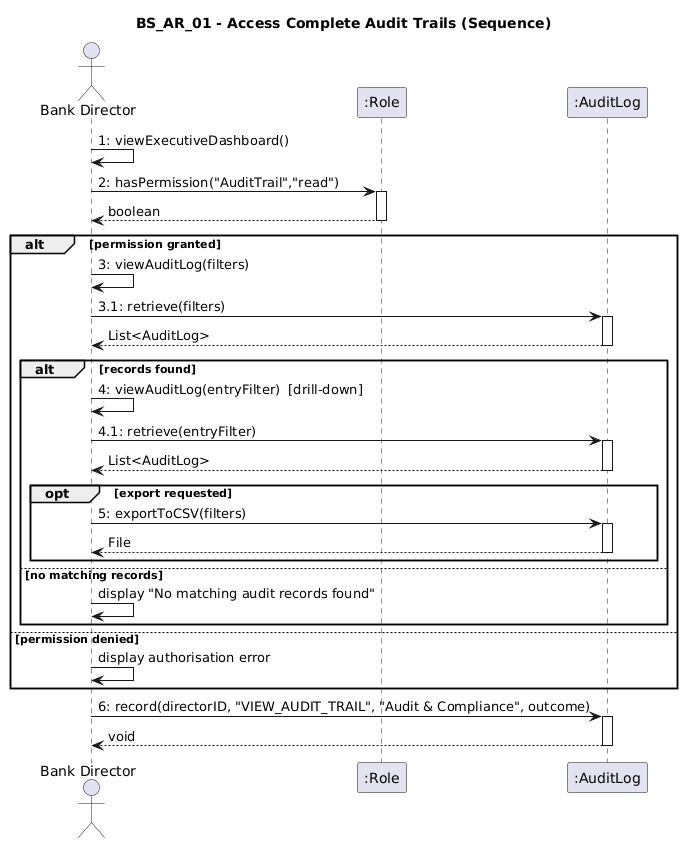 BS_AR_01 - Access Complete Audit Trails (Sequence)
Bank Director
:Role
:AuditLog
1: viewExecutiveDashboard()
2: hasPermission("AuditTrail","read")
boolean
alt
[permission granted]
3: viewAuditLog(filters)
3.1: retrieve(filters)
List<AuditLog>
alt
[records found]
4: viewAuditLog(entryFilter)  [drill-down]
4.1: retrieve(entryFilter)
List<AuditLog>
opt
[export requested]
5: exportToCSV(filters)
File
[no matching records]
display "No matching audit records found"
[permission denied]
display authorisation error
6: record(directorID, "VIEW_AUDIT_TRAIL", "Audit & Compliance", outcome)
void
Bank Director
:Role
:AuditLog